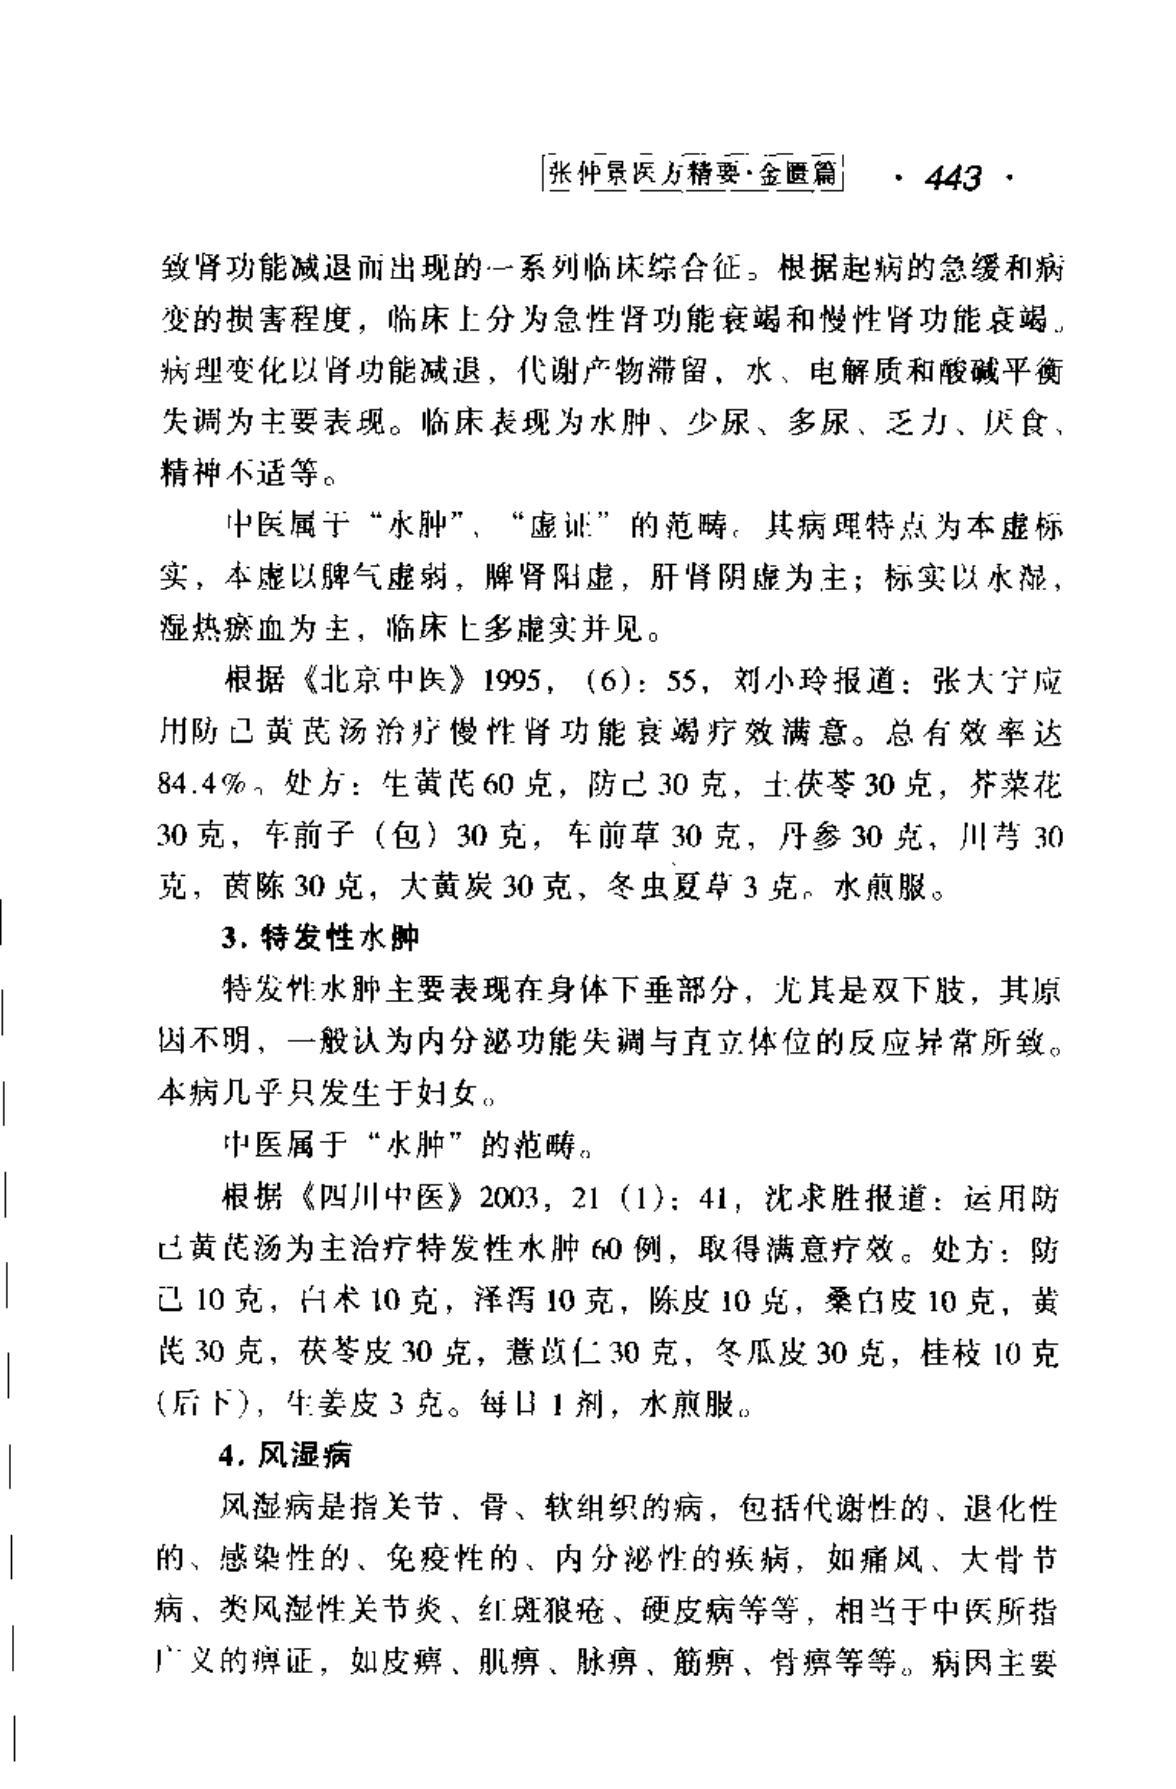 张仲景医方精要·金匮篇 · 443 ·
致肾功能减退而出现的一系列临床综合征。根据起病的急缓和病
变的损害程度，临床上分为急性肾功能衰竭和慢性肾功能衰竭。
病理变化以肾功能减退，代谢产物滞留，水、电解质和酸碱平衡
失调为主要表现。临床表现为水肿、少尿、多尿、乏力、厌食、
精神不适等。
中医属于“水肿”、“虚证”的范畴。其病理特点为本虚标
实，本虚以脾气虚弱，脾肾阳虚，肝肾阴虚为主；标实以水湿，
湿热瘀血为主，临床上多虚实并见。
根据《北京中医》1995，（6）：55，刘小玲报道：张大宁应
用防己黄芪汤治疗慢性肾功能衰竭疗效满意。总有效率达
84.4%。处方：生黄芪60克，防己30克，土茯苓30克，芥菜花
30克，车前子（包）30克，车前草30克，丹参30克，川芎30
克，茵陈30克，大黄炭30克，冬虫夏草3克。水煎服。
3. 特发性水肿
特发性水肿主要表现在身体下垂部分，尤其是双下肢，其原
因不明，一般认为内分泌功能失调与直立体位的反应异常所致。
本病几乎只发生于妇女。
中医属于“水肿”的范畴。
根据《四川中医》2003，21（1）：41，沈求胜报道：运用防
己黄芪汤为主治疗特发性水肿60例，取得满意疗效。处方：防
己10克，白术10克，泽泻10克，陈皮10克，桑白皮10克，黄
芪30克，茯苓皮30克，薏苡仁30克，冬瓜皮30克，桂枝10克
（后下），生姜皮3克。每日1剂，水煎服。
4. 风湿病
风湿病是指关节、骨、软组织的病，包括代谢性的、退化性
的、感染性的、免疫性的、内分泌性的疾病，如痛风、大骨节
病、类风湿性关节炎、红斑狼疮、硬皮病等等，相当于中医所指
广义的痹证，如皮痹、肌痹、脉痹、筋痹、骨痹等等。病因主要